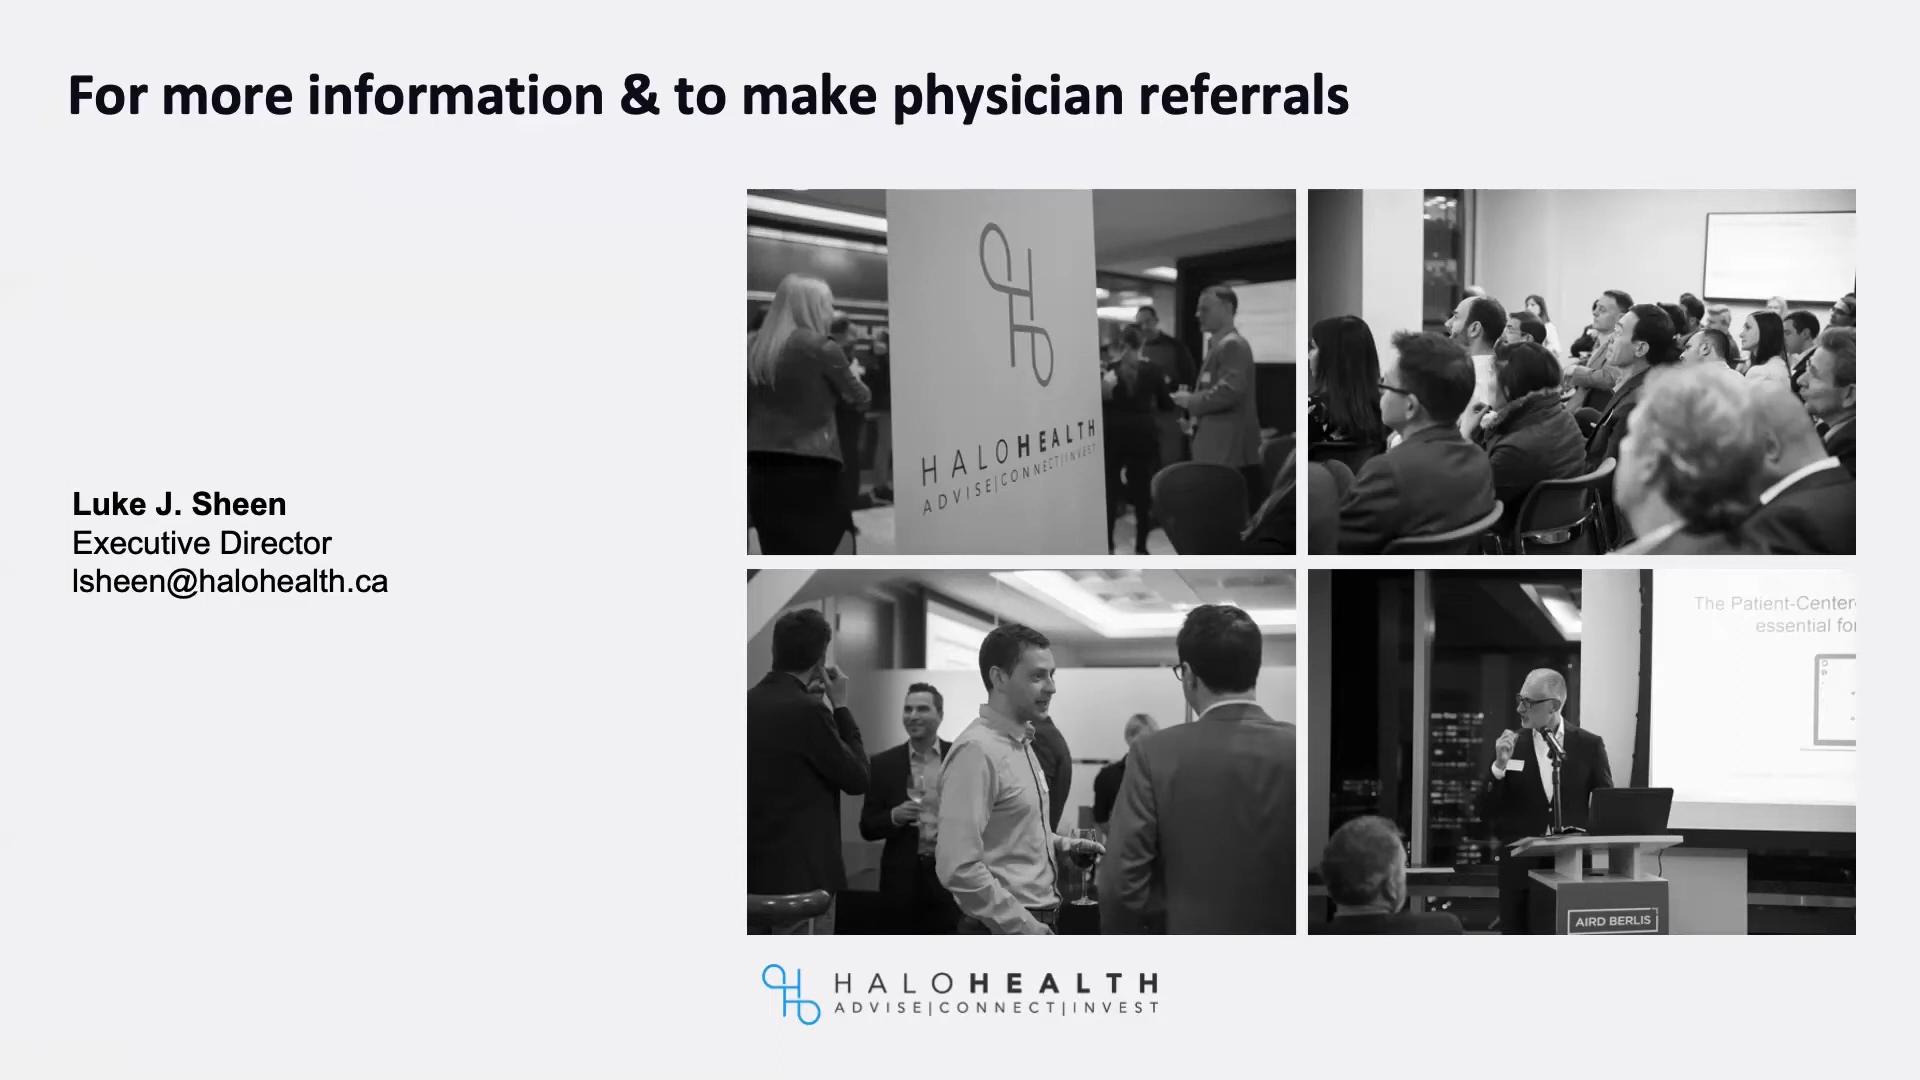 For more information & to make physician referrals
Luke J. Sheen
Executive Director
lsheen@halohealth.ca
HALOHEALTH
ADVISE|CONNECT|INVEST
The Patient-Center
essential for
AIRD BERLIS
HALOHEALTH
ADVISE|CONNECT|INVEST